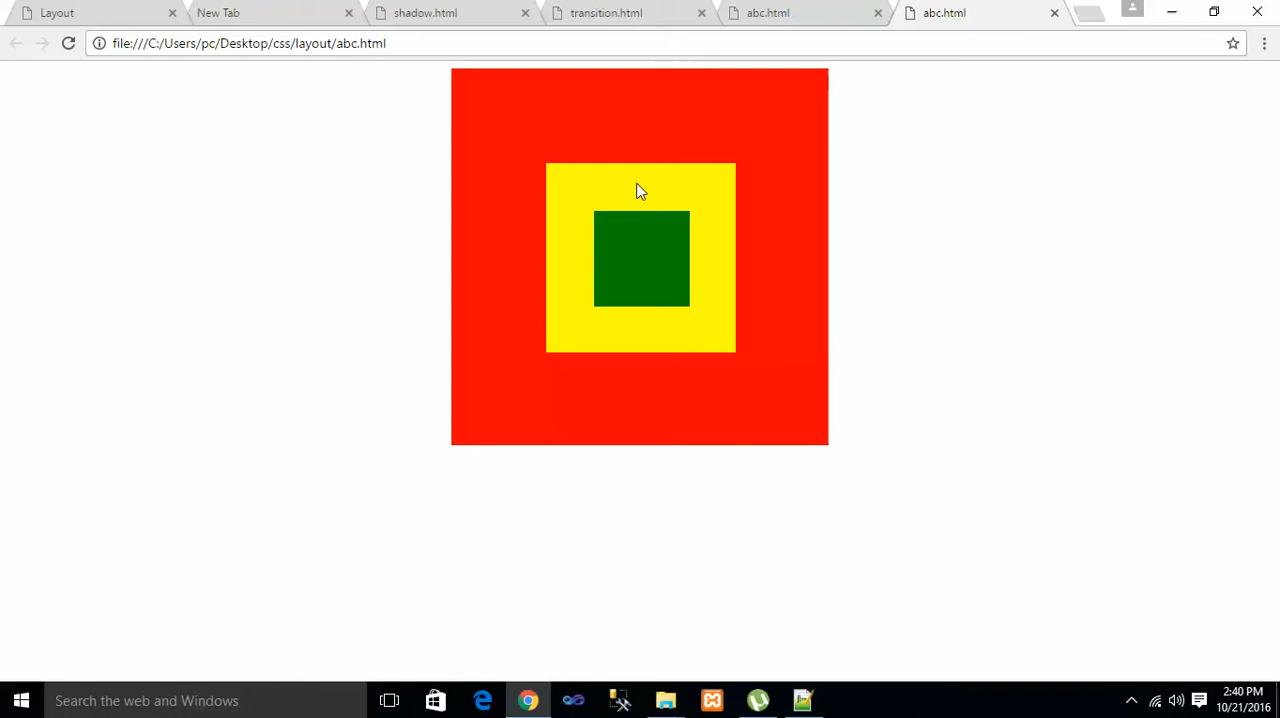 Layout
New Tab
shadow.html
transition.html
abc.html
abc.html
file:///C:/Users/pc/Desktop/css/layout/abc.html
Search the web and Windows
2:40 PM
10/21/2016